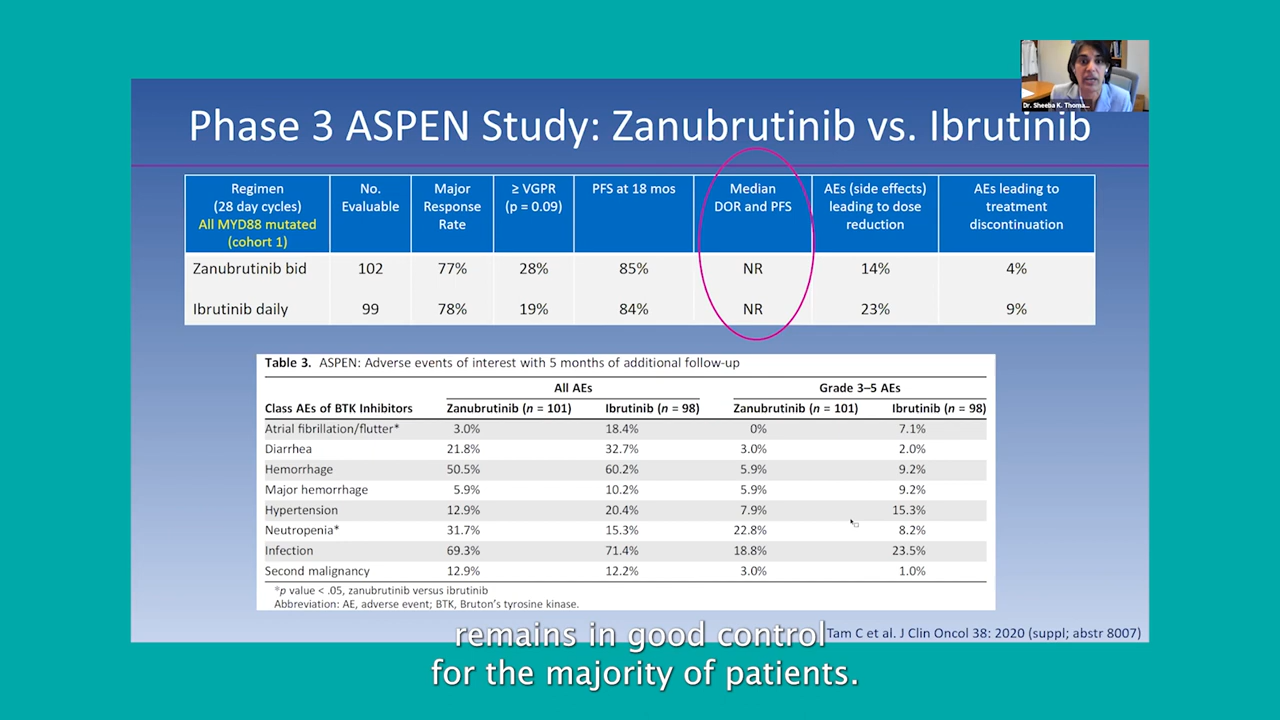 Dr. Sheeba K. Thoma...
Phase 3 ASPEN Study: Zanubrutinib vs. Ibrutinib
Regimen (28 day cycles) All MYD88 mutated (cohort 1) No. Evaluable Major Response Rate ≥ VGPR (p = 0.09) PFS at 18 mos Median DOR and PFS AEs (side effects) leading to dose reduction AEs leading to treatment discontinuation
Zanubrutinib bid 102 77% 28% 85% NR 14% 4%
Ibrutinib daily 99 78% 19% 84% NR 23% 9%
Table 3. ASPEN: Adverse events of interest with 5 months of additional follow-up
All AEs Grade 3–5 AEs
Class AEs of BTK Inhibitors Zanubrutinib (n = 101) Ibrutinib (n = 98) Zanubrutinib (n = 101) Ibrutinib (n = 98)
Atrial fibrillation/flutter* 3.0% 18.4% 0% 7.1%
Diarrhea 21.8% 32.7% 3.0% 2.0%
Hemorrhage 50.5% 60.2% 5.9% 9.2%
Major hemorrhage 5.9% 10.2% 5.9% 9.2%
Hypertension 12.9% 20.4% 7.9% 15.3%
Neutropenia* 31.7% 15.3% 22.8% 8.2%
Infection 69.3% 71.4% 18.8% 23.5%
Second malignancy 12.9% 12.2% 3.0% 1.0%
*p value < .05, zanubrutinib versus ibrutinib
Abbreviation: AE, adverse event; BTK, Bruton's tyrosine kinase.
Tam C et al. J Clin Oncol 38: 2020 (suppl; abstr 8007)
remains in good control
for the majority of patients.